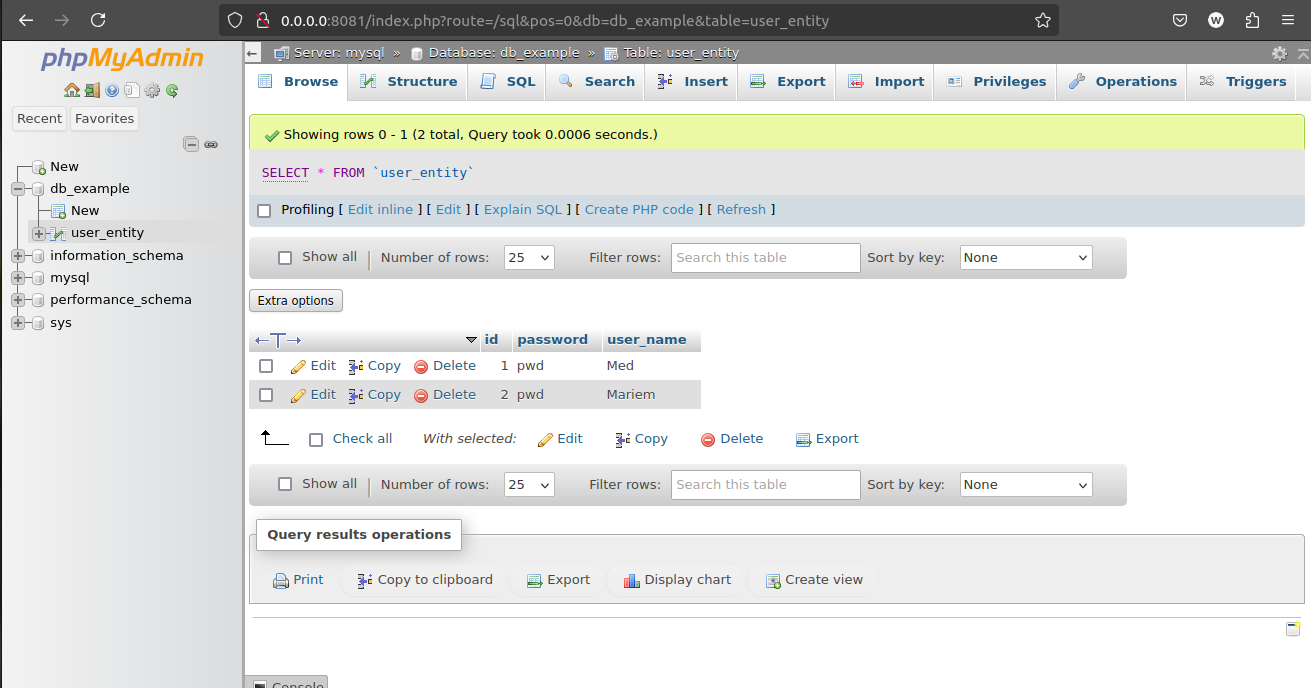 0.0.0.0:8081/index.php?route=/sql&pos=0&db=db_example&table=user_entity
W
phpMyAdmin
Recent Favorites
New
db_example
New
user_entity
information_schema
mysql
performance_schema
sys
Server: mysql » Database: db_example » Table: user_entity
Browse Structure SQL Search Insert Export Import Privileges Operations Triggers
Showing rows 0 - 1 (2 total, Query took 0.0006 seconds.)
SELECT * FROM `user_entity`
Profiling [ Edit inline ] [ Edit ] [ Explain SQL ] [ Create PHP code ] [ Refresh ]
Show all Number of rows: 25 Filter rows: Search this table Sort by key: None
Extra options
id password user_name
Edit Copy Delete 1 pwd Med
Edit Copy Delete 2 pwd Mariem
Check all With selected: Edit Copy Delete Export
Show all Number of rows: 25 Filter rows: Search this table Sort by key: None
Query results operations
Print Copy to clipboard Export Display chart Create view
Console